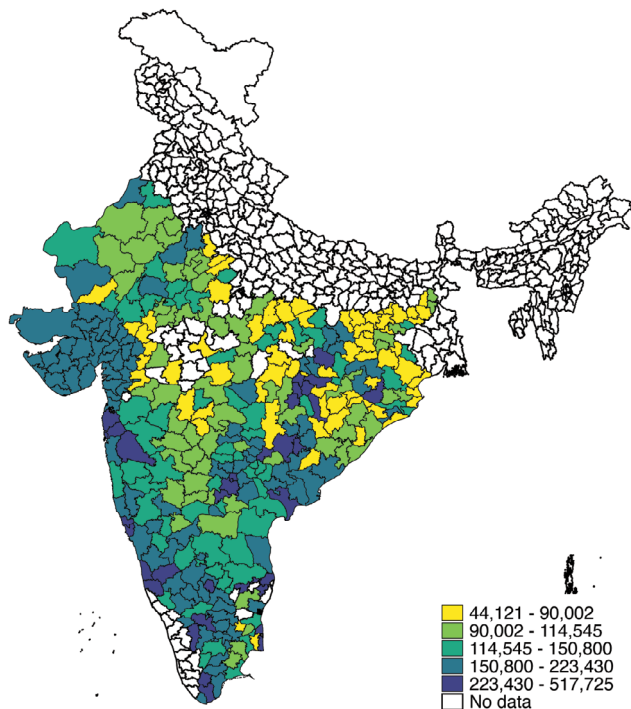 44,121 - 90,002
90,002 - 114,545
114,545 - 150,800
150,800 - 223,430
223,430 - 517,725
No data